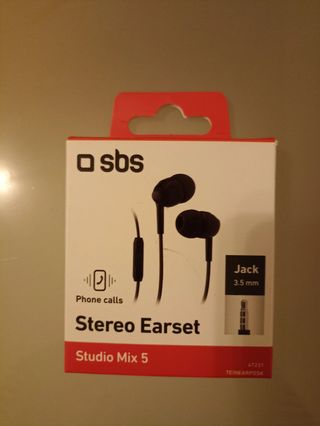 sbs
Jack
3.5 mm
Phone calls
Stereo Earset
Studio Mix 5